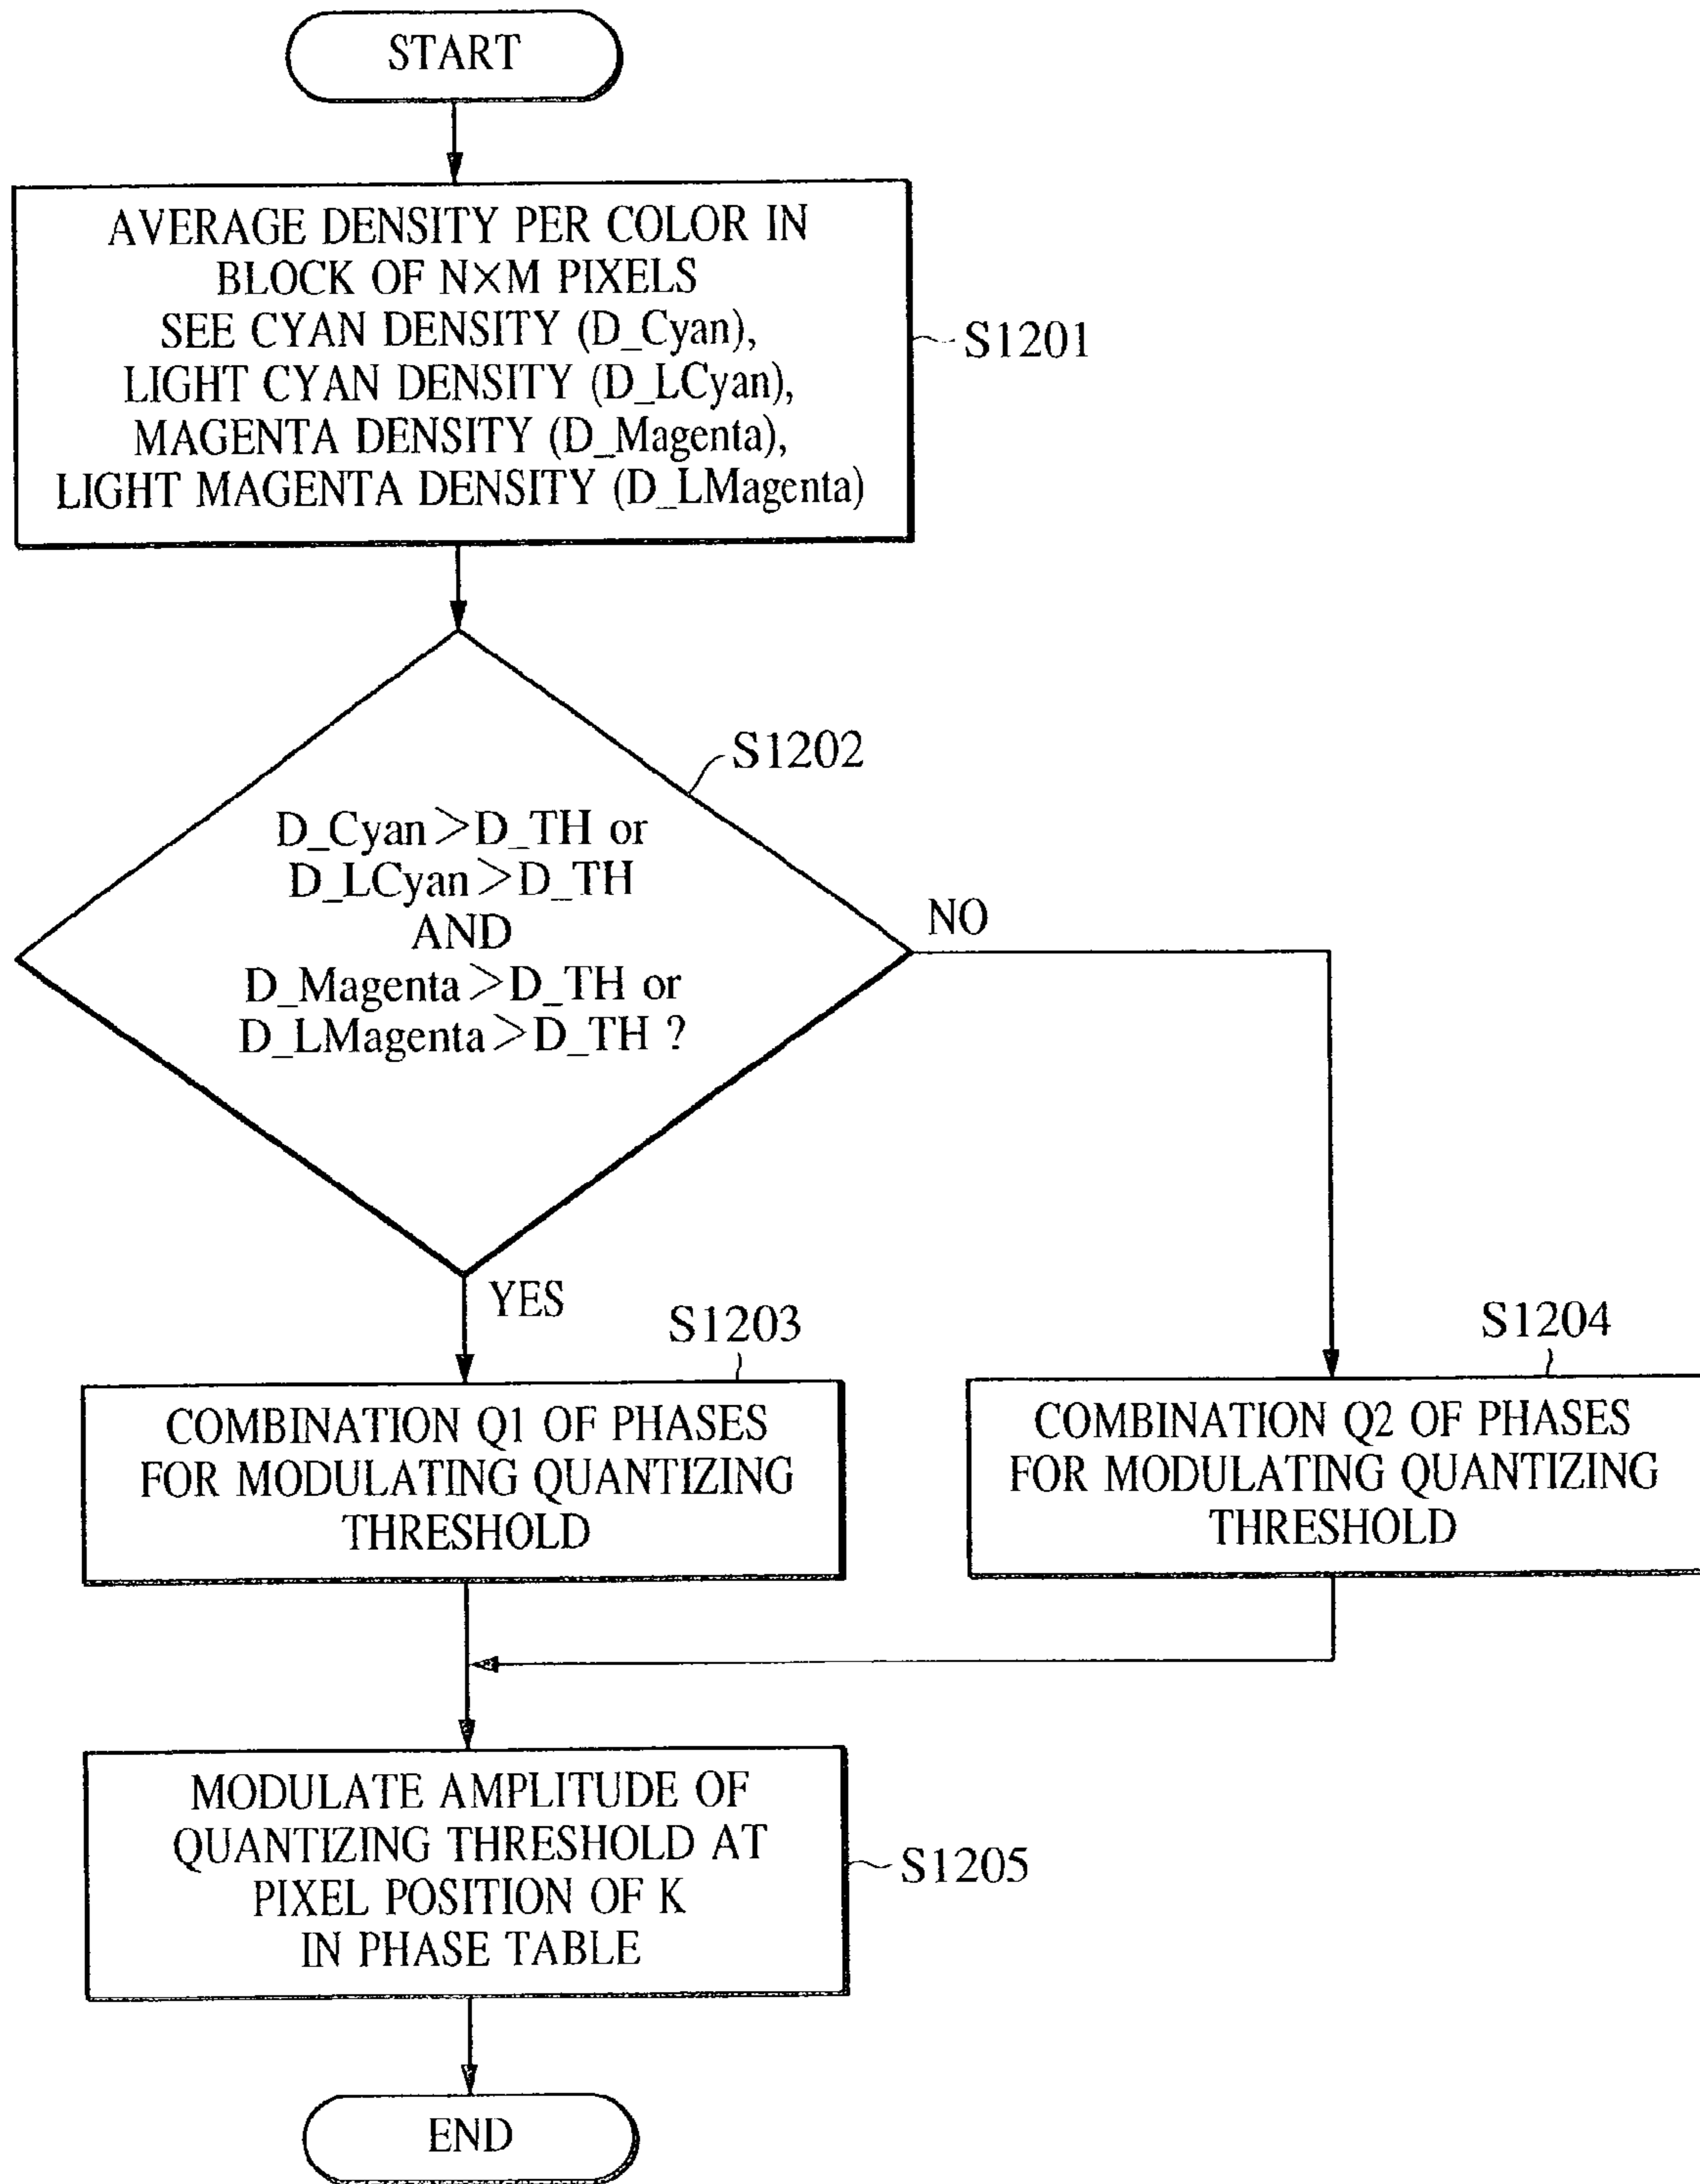 START
AVERAGE DENSITY PER COLOR IN
BLOCK OF N×M PIXELS
SEE CYAN DENSITY (D_Cyan),
LIGHT CYAN DENSITY (D_LCyan),
MAGENTA DENSITY (D_Magenta),
LIGHT MAGENTA DENSITY (D_LMagenta)
S1201
S1202
D_Cyan>D_TH or
D_LCyan>D_TH
AND
D_Magenta>D_TH or
D_LMagenta>D_TH ?
NO
YES
S1203
COMBINATION Q1 OF PHASES
FOR MODULATING QUANTIZING
THRESHOLD
S1204
COMBINATION Q2 OF PHASES
FOR MODULATING QUANTIZING
THRESHOLD
MODULATE AMPLITUDE OF
QUANTIZING THRESHOLD AT
PIXEL POSITION OF K
IN PHASE TABLE
S1205
END